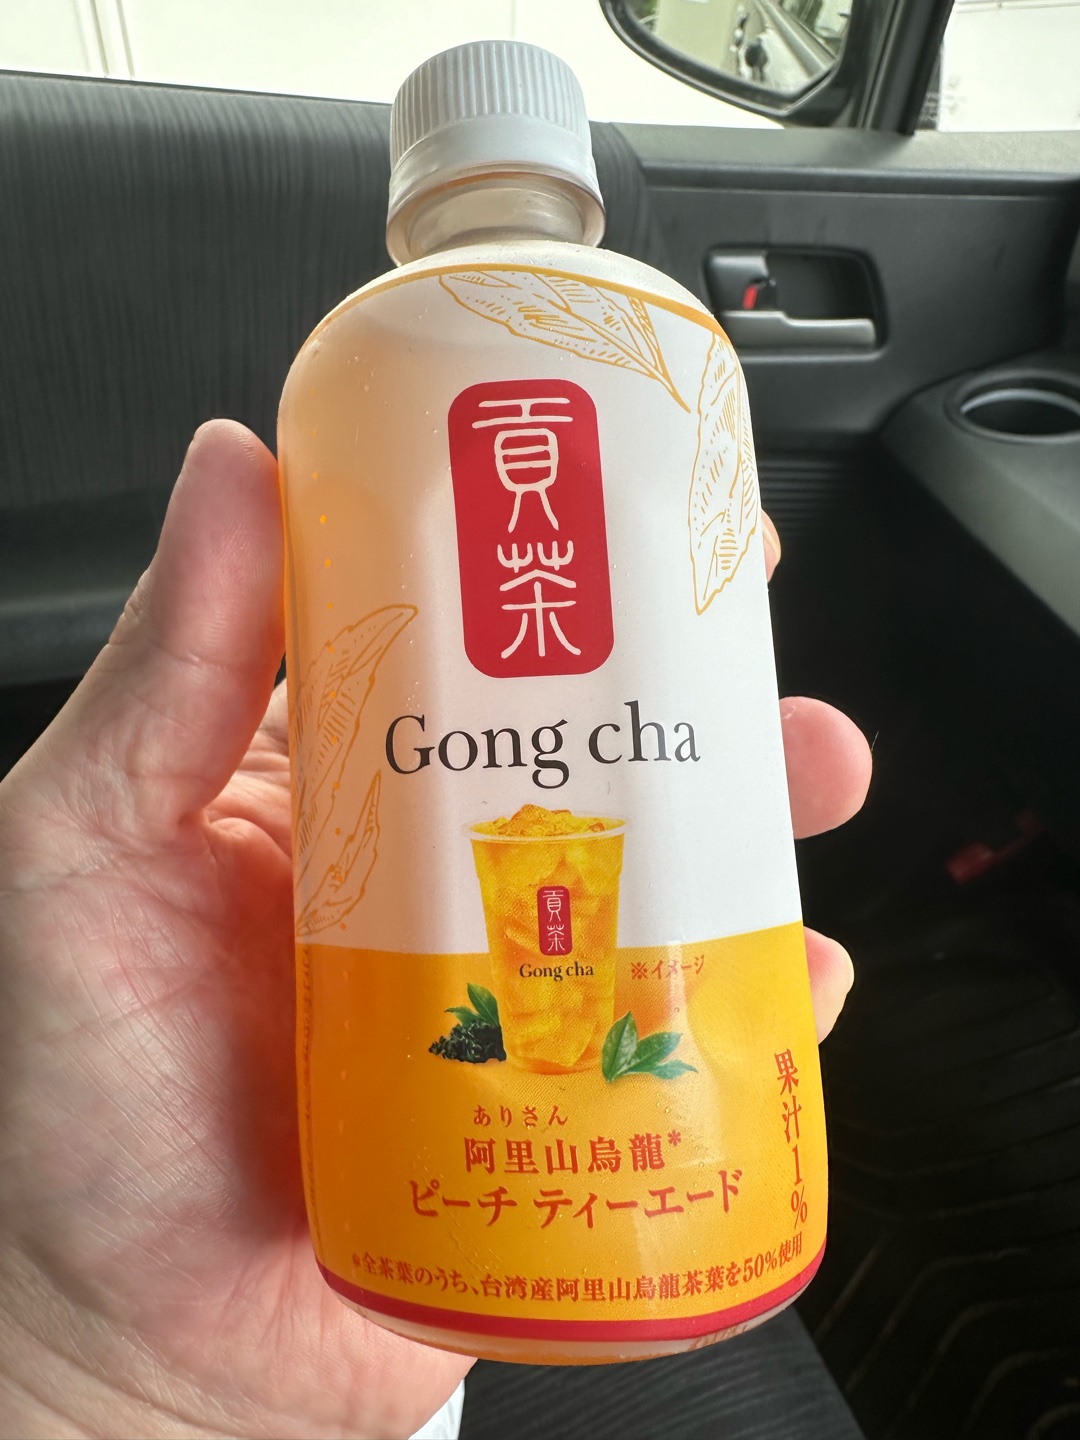 貢茶
Gong cha
貢茶
Gong cha
※イメージ
ありさん
阿里山烏龍*
ピーチ ティーエード
果汁1%
*全茶葉のうち、台湾産阿里山烏龍茶葉を50%使用